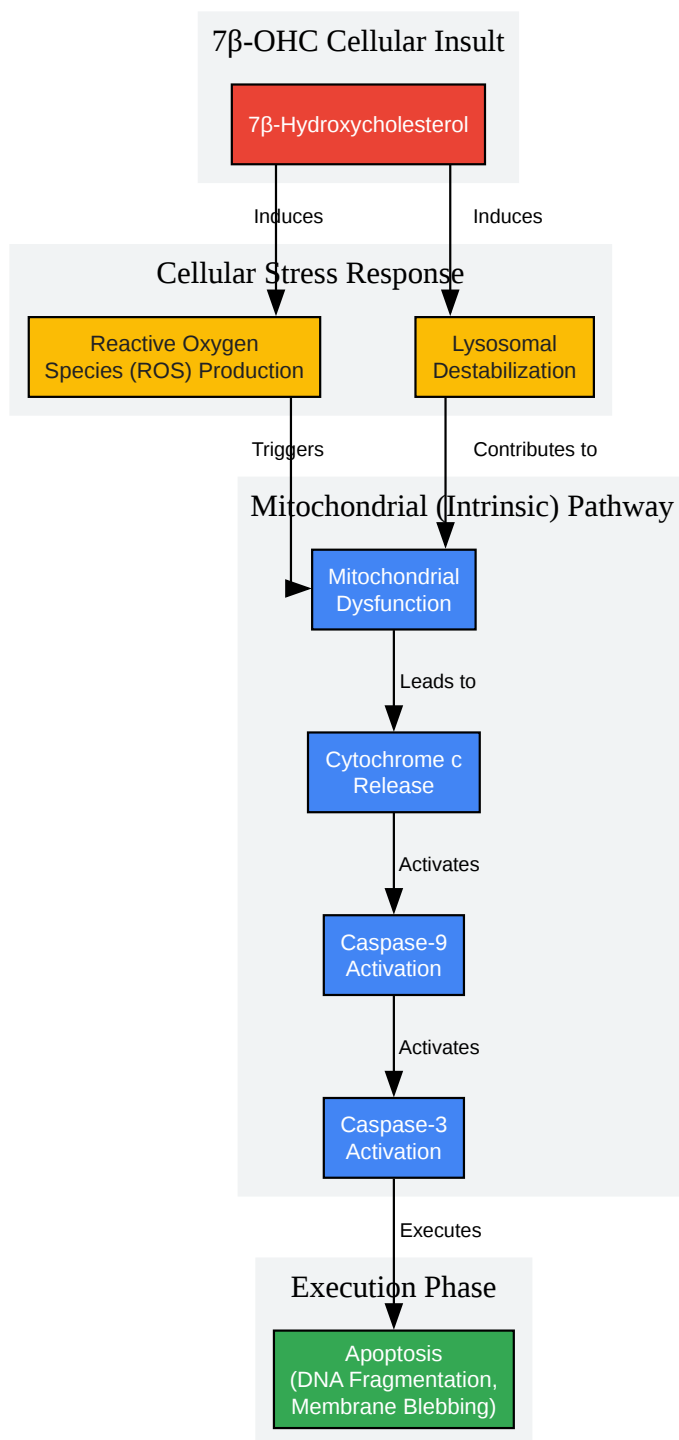 7β-OHC Cellular Insult
7β-Hydroxycholesterol
Induces
Induces
Cellular Stress Response
Reactive Oxygen
Species (ROS) Production
Lysosomal
Destabilization
Triggers
Contributes to
Mitochondrial (Intrinsic) Pathway
Mitochondrial
Dysfunction
Leads to
Cytochrome c
Release
Activates
Caspase-9
Activation
Activates
Caspase-3
Activation
Executes
Execution Phase
Apoptosis
(DNA Fragmentation,
Membrane Blebbing)